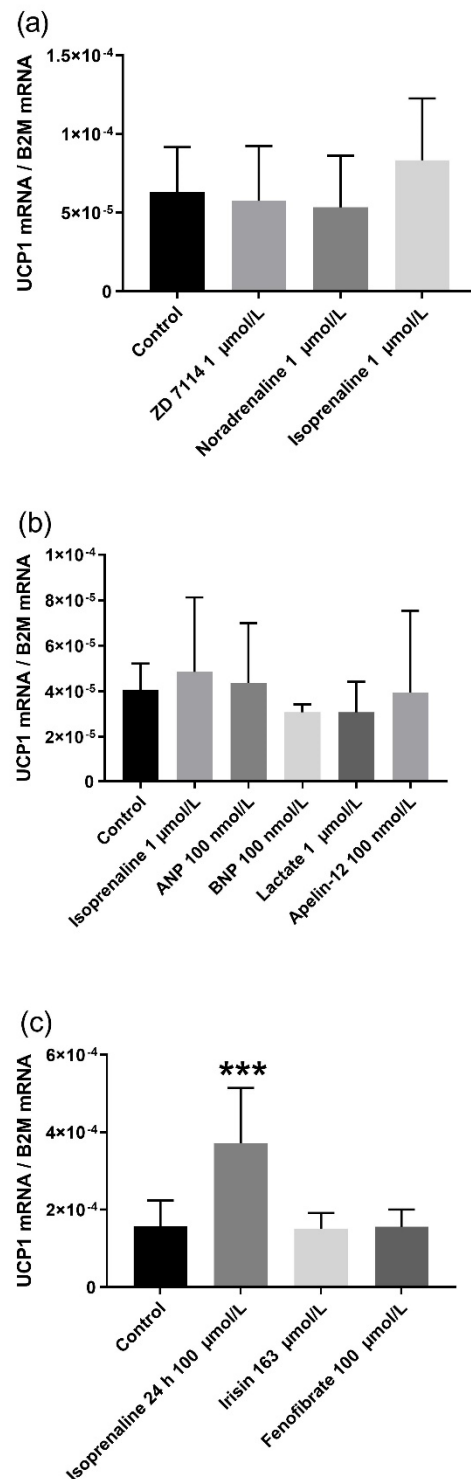 (a)
UCP1 mRNA / B2M mRNA
1.5×10⁻⁴
1×10⁻⁴
5×10⁻⁵
0
Control
ZD 7114 1 µmol/L
Noradrenaline 1 µmol/L
Isoprenaline 1 µmol/L
(b)
UCP1 mRNA / B2M mRNA
1×10⁻⁴
8×10⁻⁵
6×10⁻⁵
4×10⁻⁵
2×10⁻⁵
0
Control
Isoprenaline 1 µmol/L
ANP 100 nmol/L
BNP 100 nmol/L
Lactate 1 µmol/L
Apelin-12 100 nmol/L
(c)
UCP1 mRNA / B2M mRNA
6×10⁻⁴
4×10⁻⁴
2×10⁻⁴
0
***
Control
Isoprenaline 24 h 100 µmol/L
Irisin 163 µmol/L
Fenofibrate 100 µmol/L